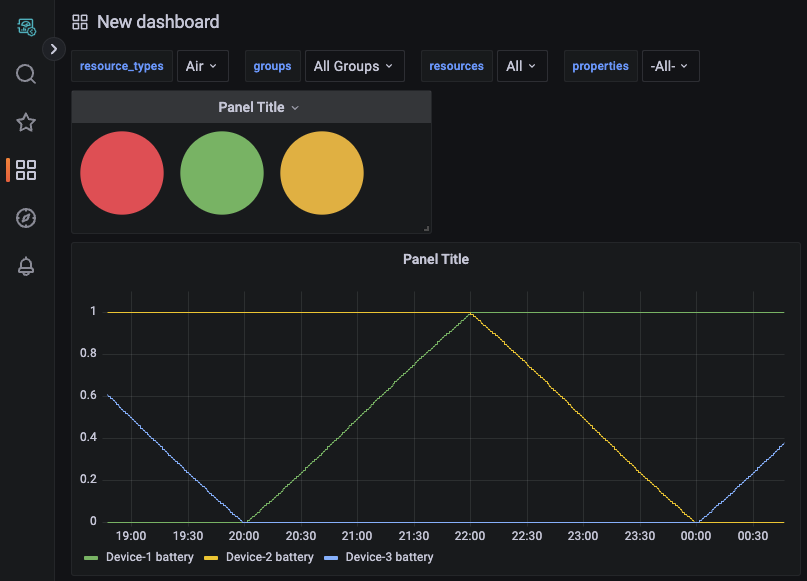 New dashboard
resource_types Air groups All Groups resources All properties -All-
Panel Title
Panel Title
1
0.8
0.6
0.4
0.2
0
19:00 19:30 20:00 20:30 21:00 21:30 22:00 22:30 23:00 23:30 00:00 00:30
Device-1 battery Device-2 battery Device-3 battery